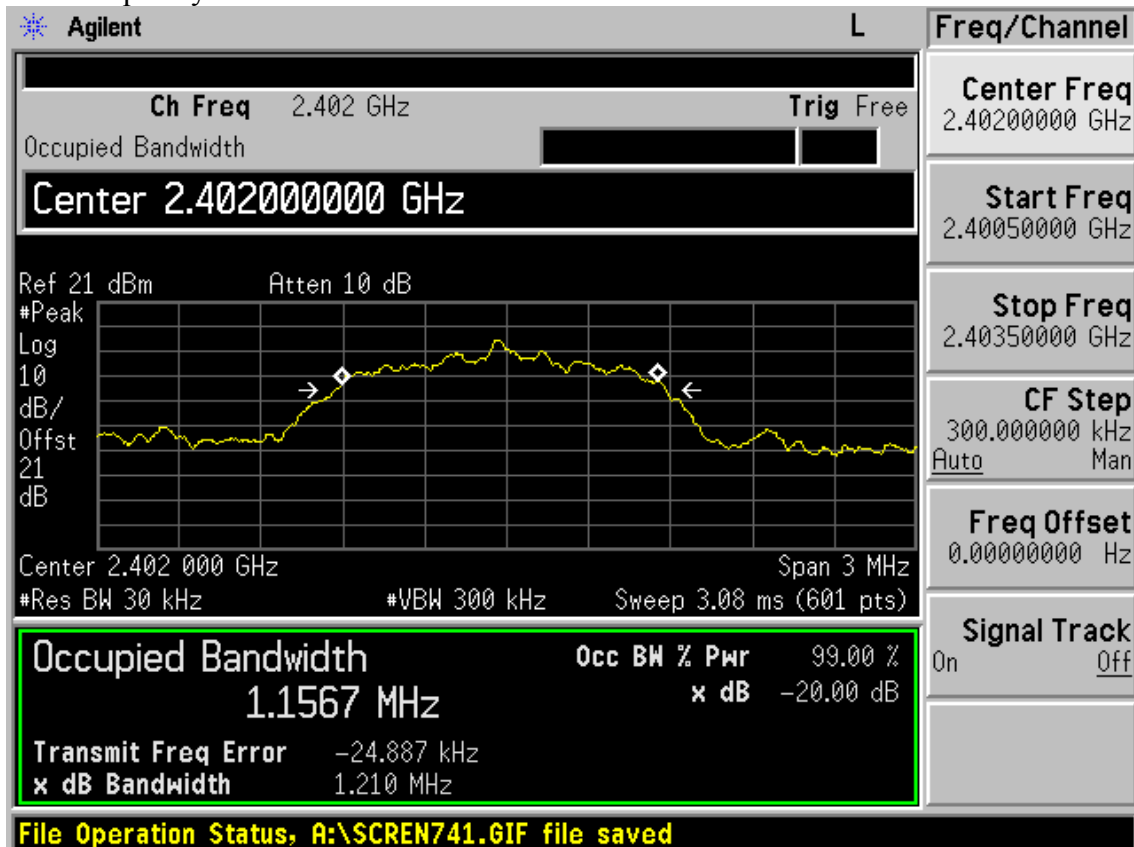 Agilent
L
Ch Freq 2.402 GHz
Trig Free
Occupied Bandwidth
Center 2.402000000 GHz
Ref 21 dBm
Atten 10 dB
#Peak
Log
10
dB/
Offst
21
dB
Center 2.402 000 GHz
Span 3 MHz
#Res BW 30 kHz
#VBW 300 kHz
Sweep 3.08 ms (601 pts)
Occupied Bandwidth
1.1567 MHz
Occ BW % Pwr 99.00 %
x dB -20.00 dB
Transmit Freq Error -24.887 kHz
x dB Bandwidth 1.210 MHz
File Operation Status, A:\SCREN741.GIF file saved
Freq/Channel
Center Freq
2.40200000 GHz
Start Freq
2.40050000 GHz
Stop Freq
2.40350000 GHz
CF Step
300.000000 kHz
Auto Man
Freq Offset
0.00000000 Hz
Signal Track
On Off